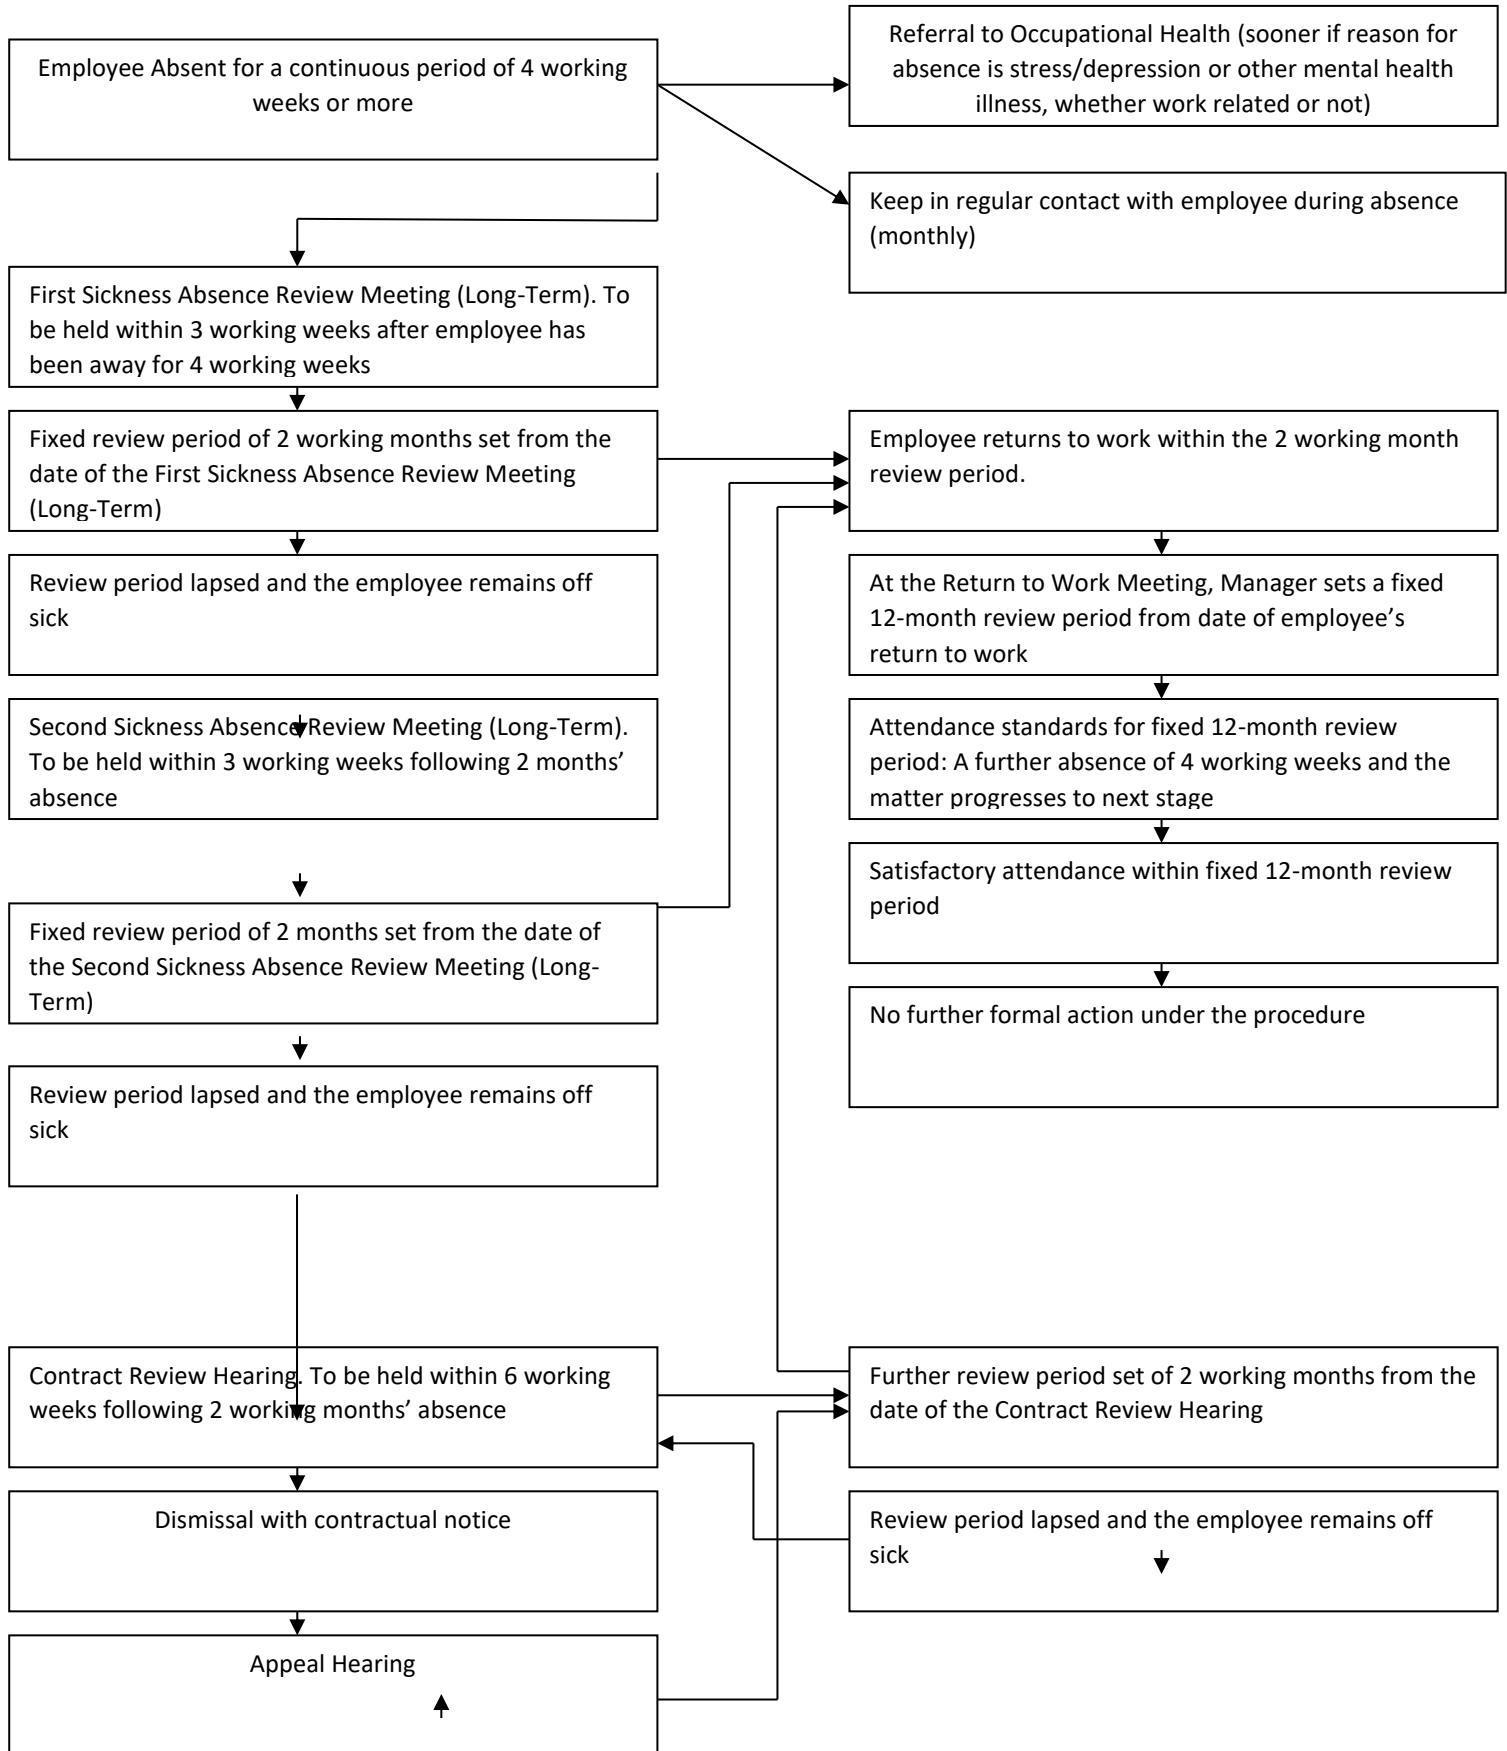 Employee Absent for a continuous period of 4 working
weeks or more
Referral to Occupational Health (sooner if reason for
absence is stress/depression or other mental health
illness, whether work related or not)
Keep in regular contact with employee during absence
(monthly)
First Sickness Absence Review Meeting (Long-Term). To
be held within 3 working weeks after employee has
been away for 4 working weeks
Fixed review period of 2 working months set from the
date of the First Sickness Absence Review Meeting
(Long-Term)
Employee returns to work within the 2 working month
review period.
Review period lapsed and the employee remains off
sick
At the Return to Work Meeting, Manager sets a fixed
12-month review period from date of employee’s
return to work
Second Sickness Absence Review Meeting (Long-Term).
To be held within 3 working weeks following 2 months’
absence
Attendance standards for fixed 12-month review
period: A further absence of 4 working weeks and the
matter progresses to next stage
Satisfactory attendance within fixed 12-month review
period
Fixed review period of 2 months set from the date of
the Second Sickness Absence Review Meeting (Long-
Term)
No further formal action under the procedure
Review period lapsed and the employee remains off
sick
Contract Review Hearing. To be held within 6 working
weeks following 2 working months’ absence
Further review period set of 2 working months from the
date of the Contract Review Hearing
Dismissal with contractual notice
Review period lapsed and the employee remains off
sick
Appeal Hearing